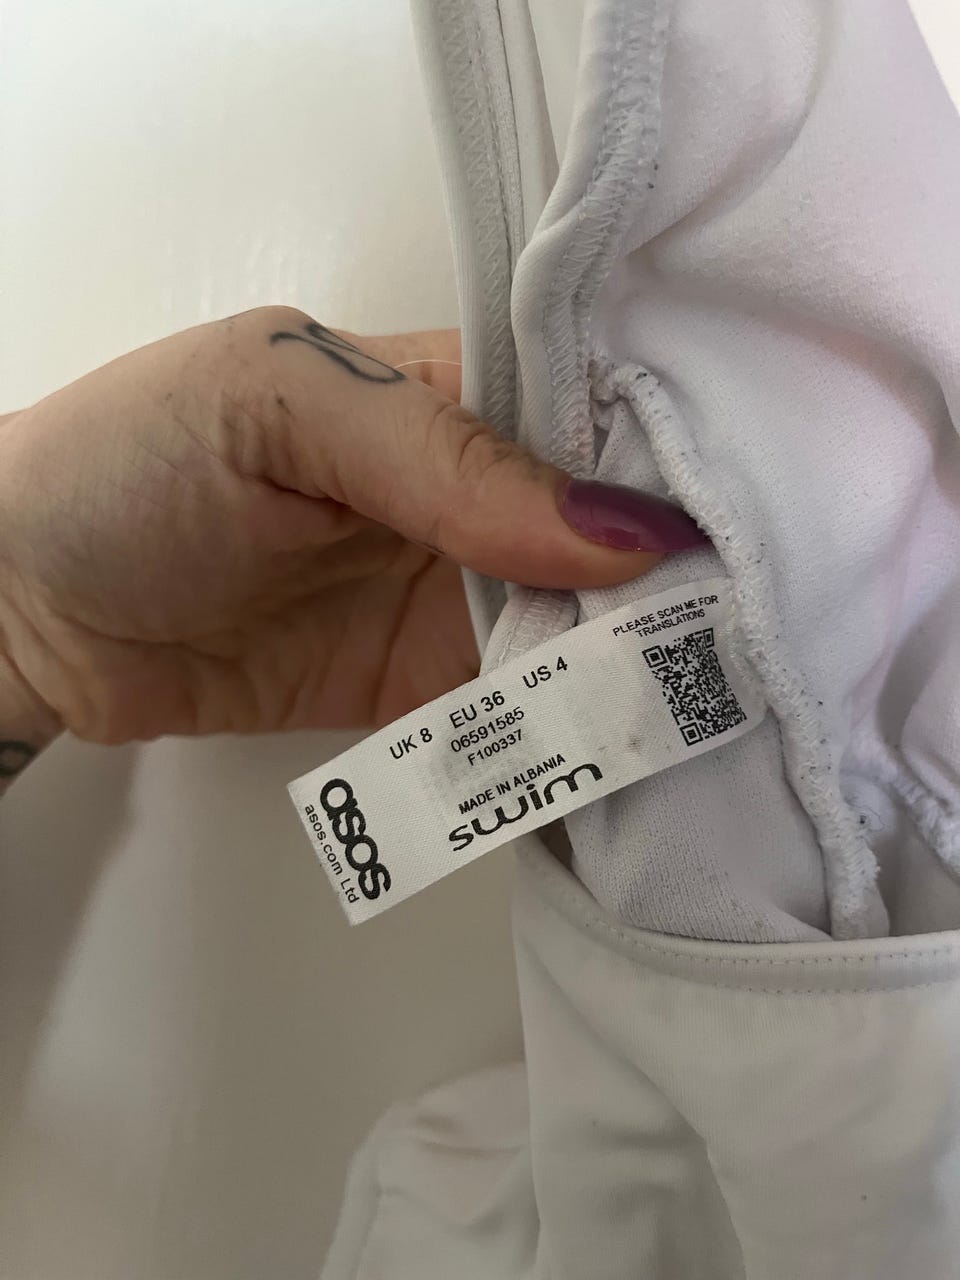 PLEASE SCAN ME FOR
TRANSLATIONS
UK 8 EU 36 US 4
06591585
F100337
MADE IN ALBANIA
swim
asos
asos.com Ltd